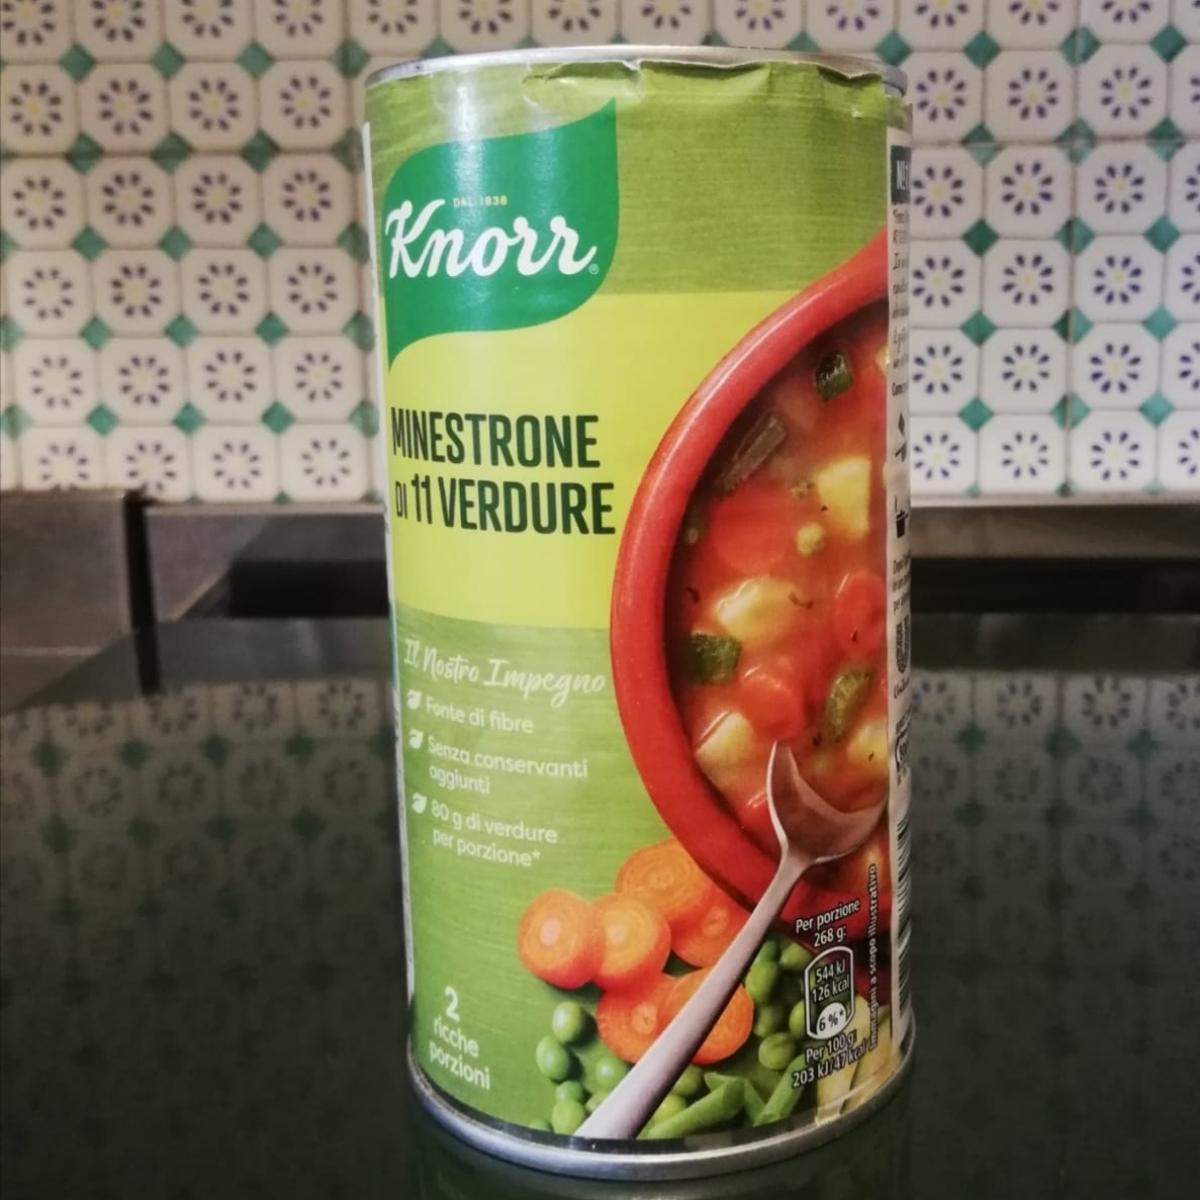 DAL 1838
Knorr
MINESTRONE
DI 11 VERDURE
Il Nostro Impegno
Fonte di fibre
Senza conservanti
aggiunti
80 g di verdure
per porzione*
2
ricche
porzioni
Per porzione
268 g:
544 kJ
126 kcal
6 %*
Per 100 g:
203 kJ/47 kcal
Immagini a scopo illustrativo